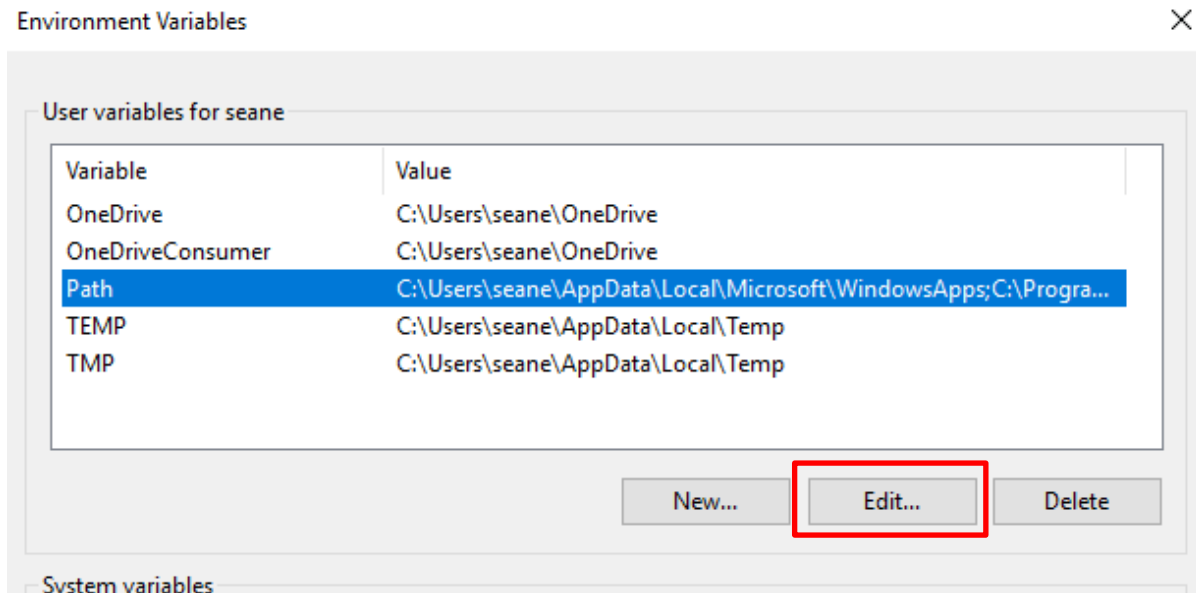 Environment Variables
User variables for seane
Variable Value
OneDrive C:\Users\seane\OneDrive
OneDriveConsumer C:\Users\seane\OneDrive
Path C:\Users\seane\AppData\Local\Microsoft\WindowsApps;C:\Progra...
TEMP C:\Users\seane\AppData\Local\Temp
TMP C:\Users\seane\AppData\Local\Temp
New... Edit... Delete
System variables